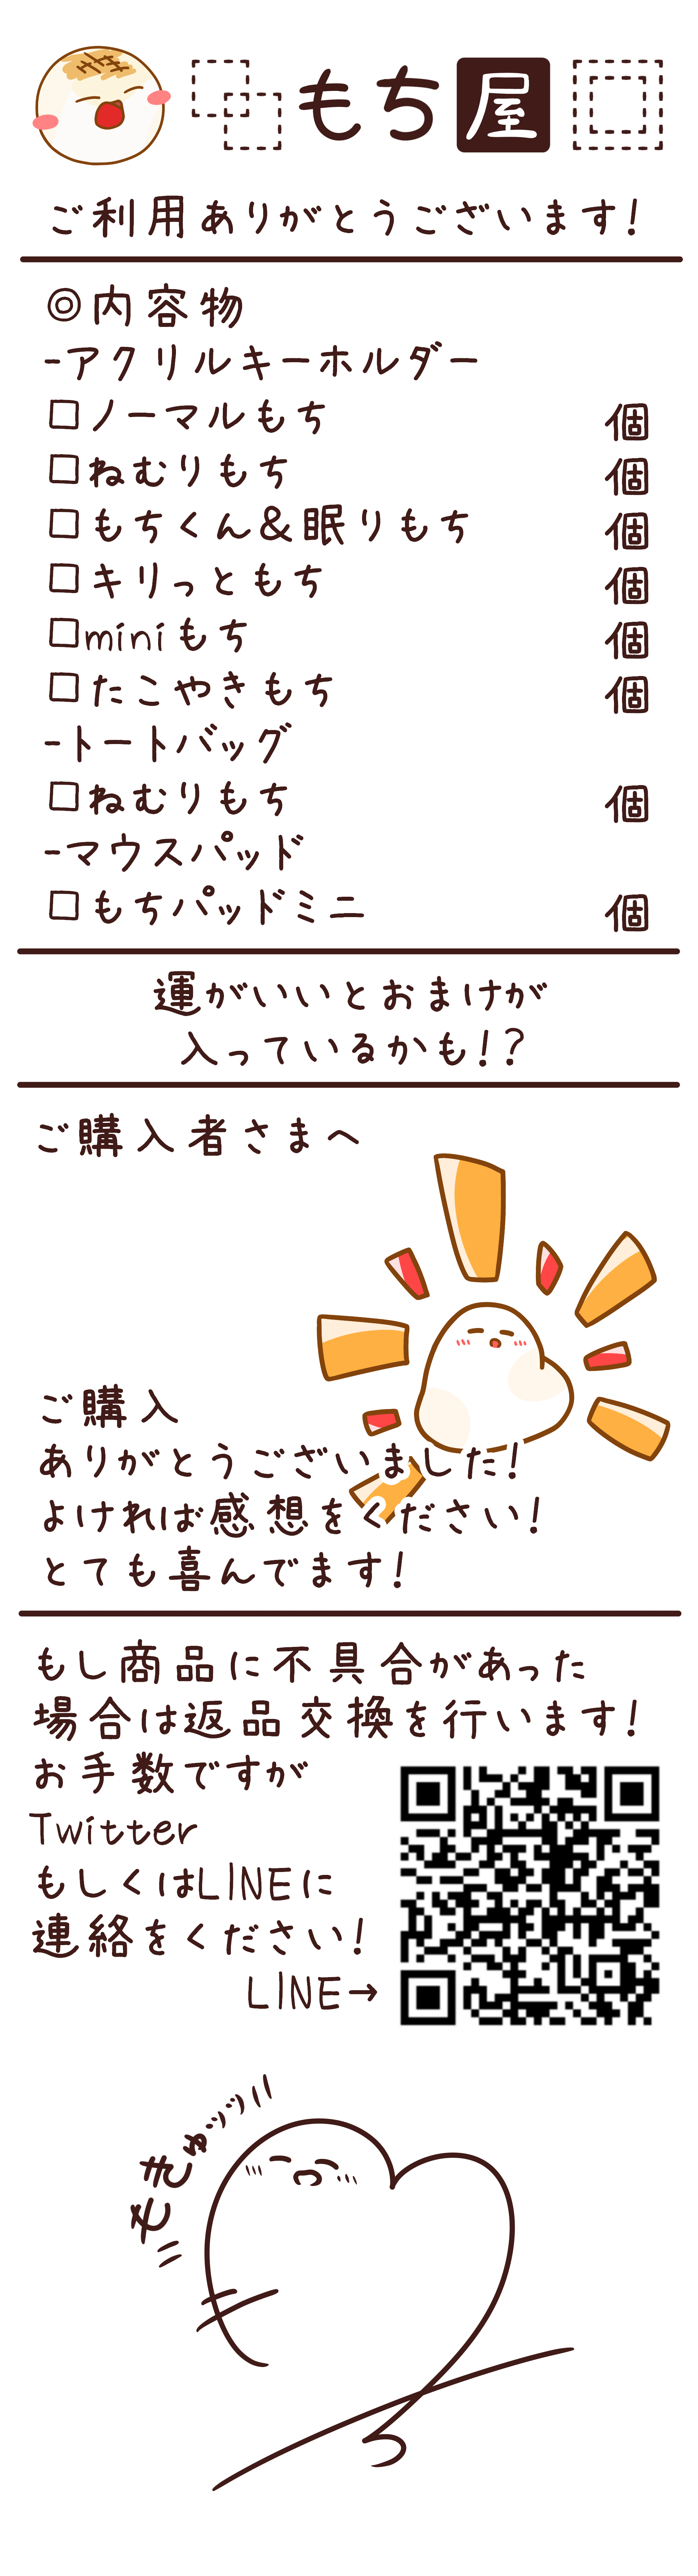 もち屋
ご利用ありがとうございます!
◎内容物
-アクリルキーホルダー
□ノーマルもち 個
□ねむりもち 個
□もちくん&眠りもち 個
□キリっともち 個
□miniもち 個
□たこやきもち 個
-トートバッグ
□ねむりもち 個
-マウスパッド
□もちパッドミニ 個
運がいいとおまけが
入っているかも!?
ご購入者さまへ
ご購入
ありがとうございました!
よければ感想をください!
とても喜んでます!
もし商品に不具合があった
場合は返品交換を行います!
お手数ですが
Twitter
もしくはLINEに
連絡をください!
LINE→
もきゅッッ